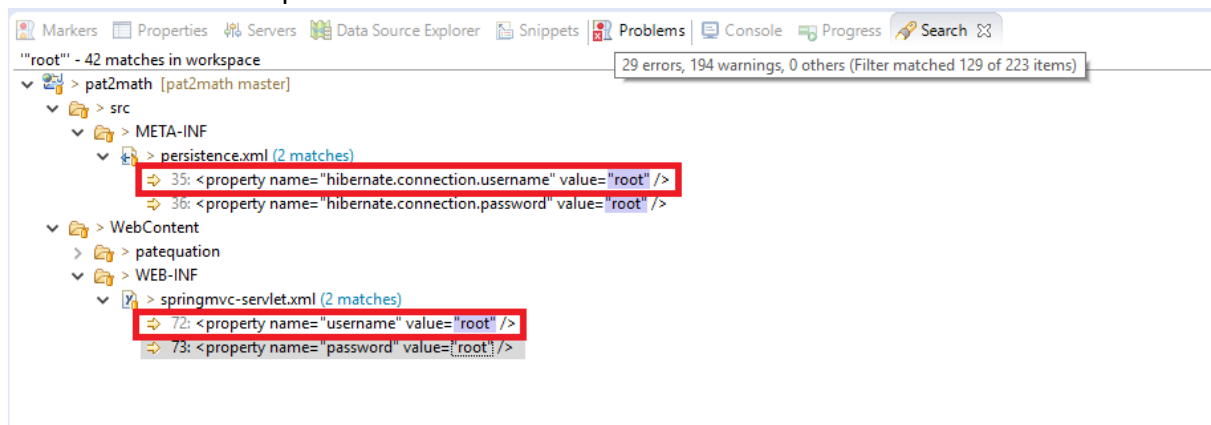 Markers Properties Servers Data Source Explorer Snippets Problems Console Progress Search
'"root"' - 42 matches in workspace
29 errors, 194 warnings, 0 others (Filter matched 129 of 223 items)
> pat2math [pat2math master]
> src
> META-INF
> persistence.xml (2 matches)
35: <property name="hibernate.connection.username" value="root" />
36: <property name="hibernate.connection.password" value="root" />
> WebContent
> patequation
> WEB-INF
> springmvc-servlet.xml (2 matches)
72: <property name="username" value="root" />
73: <property name="password" value="root" />